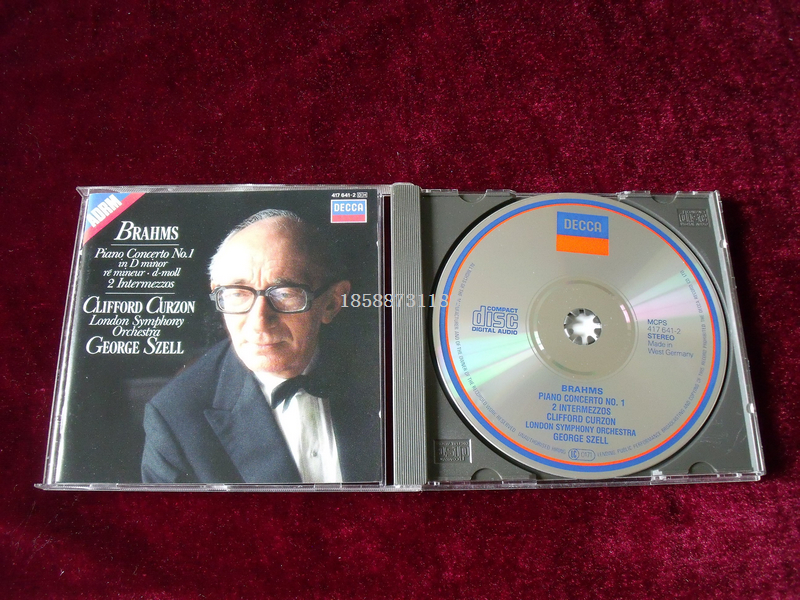 417 641-2
ADRM
DECCA
BRAHMS
Piano Concerto No.1
in D minor
ré mineur · d-moll
2 Intermezzos
CLIFFORD CURZON
London Symphony
Orchestra
GEORGE SZELL
1858873118
DECCA
COMPACT
disc
DIGITAL AUDIO
MCPS
417 641-2
STEREO
Made in
West Germany
BRAHMS
PIANO CONCERTO NO. 1
2 INTERMEZZOS
CLIFFORD CURZON
LONDON SYMPHONY ORCHESTRA
GEORGE SZELL